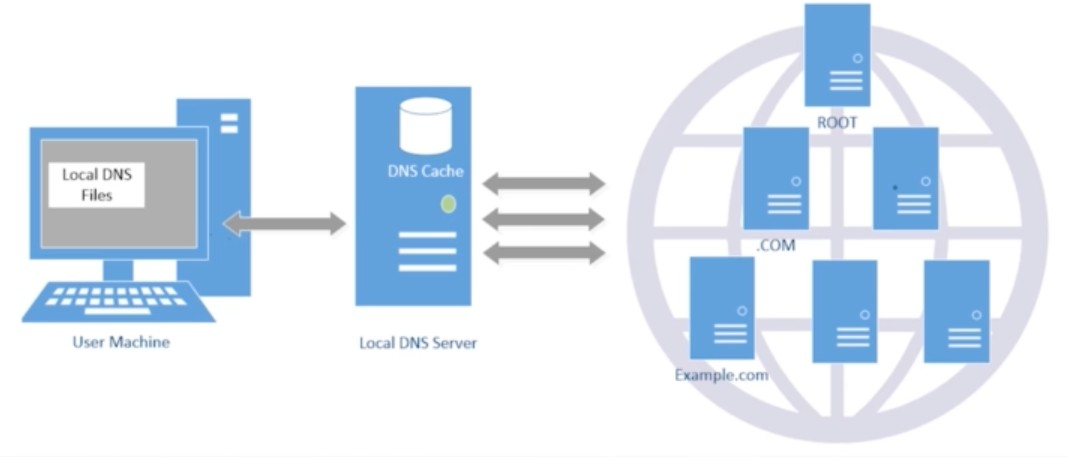 Local DNS
Files
User Machine
DNS Cache
Local DNS Server
ROOT
.COM
Example.com